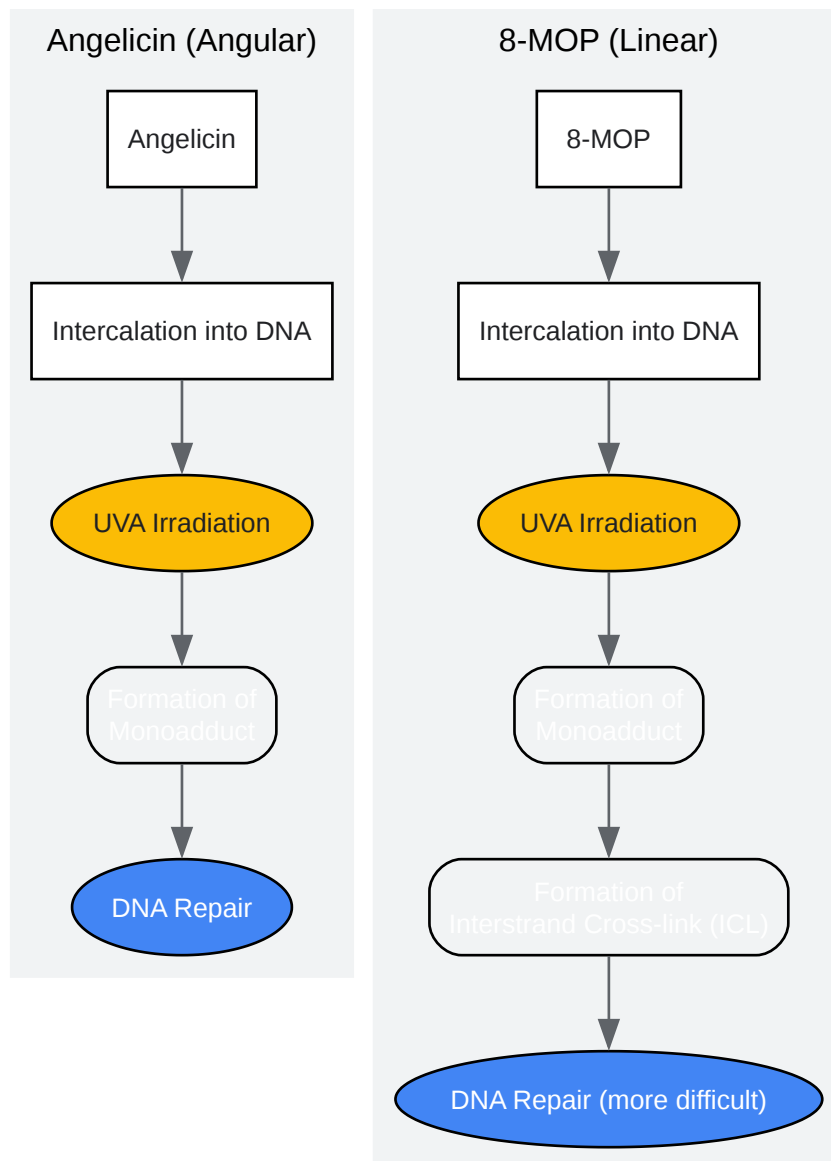 Angelicin (Angular)
Angelicin
Intercalation into DNA
UVA Irradiation
Formation of
Monoadduct
DNA Repair
8-MOP (Linear)
8-MOP
Intercalation into DNA
UVA Irradiation
Formation of
Monoadduct
Formation of
Interstrand Cross-link (ICL)
DNA Repair (more difficult)